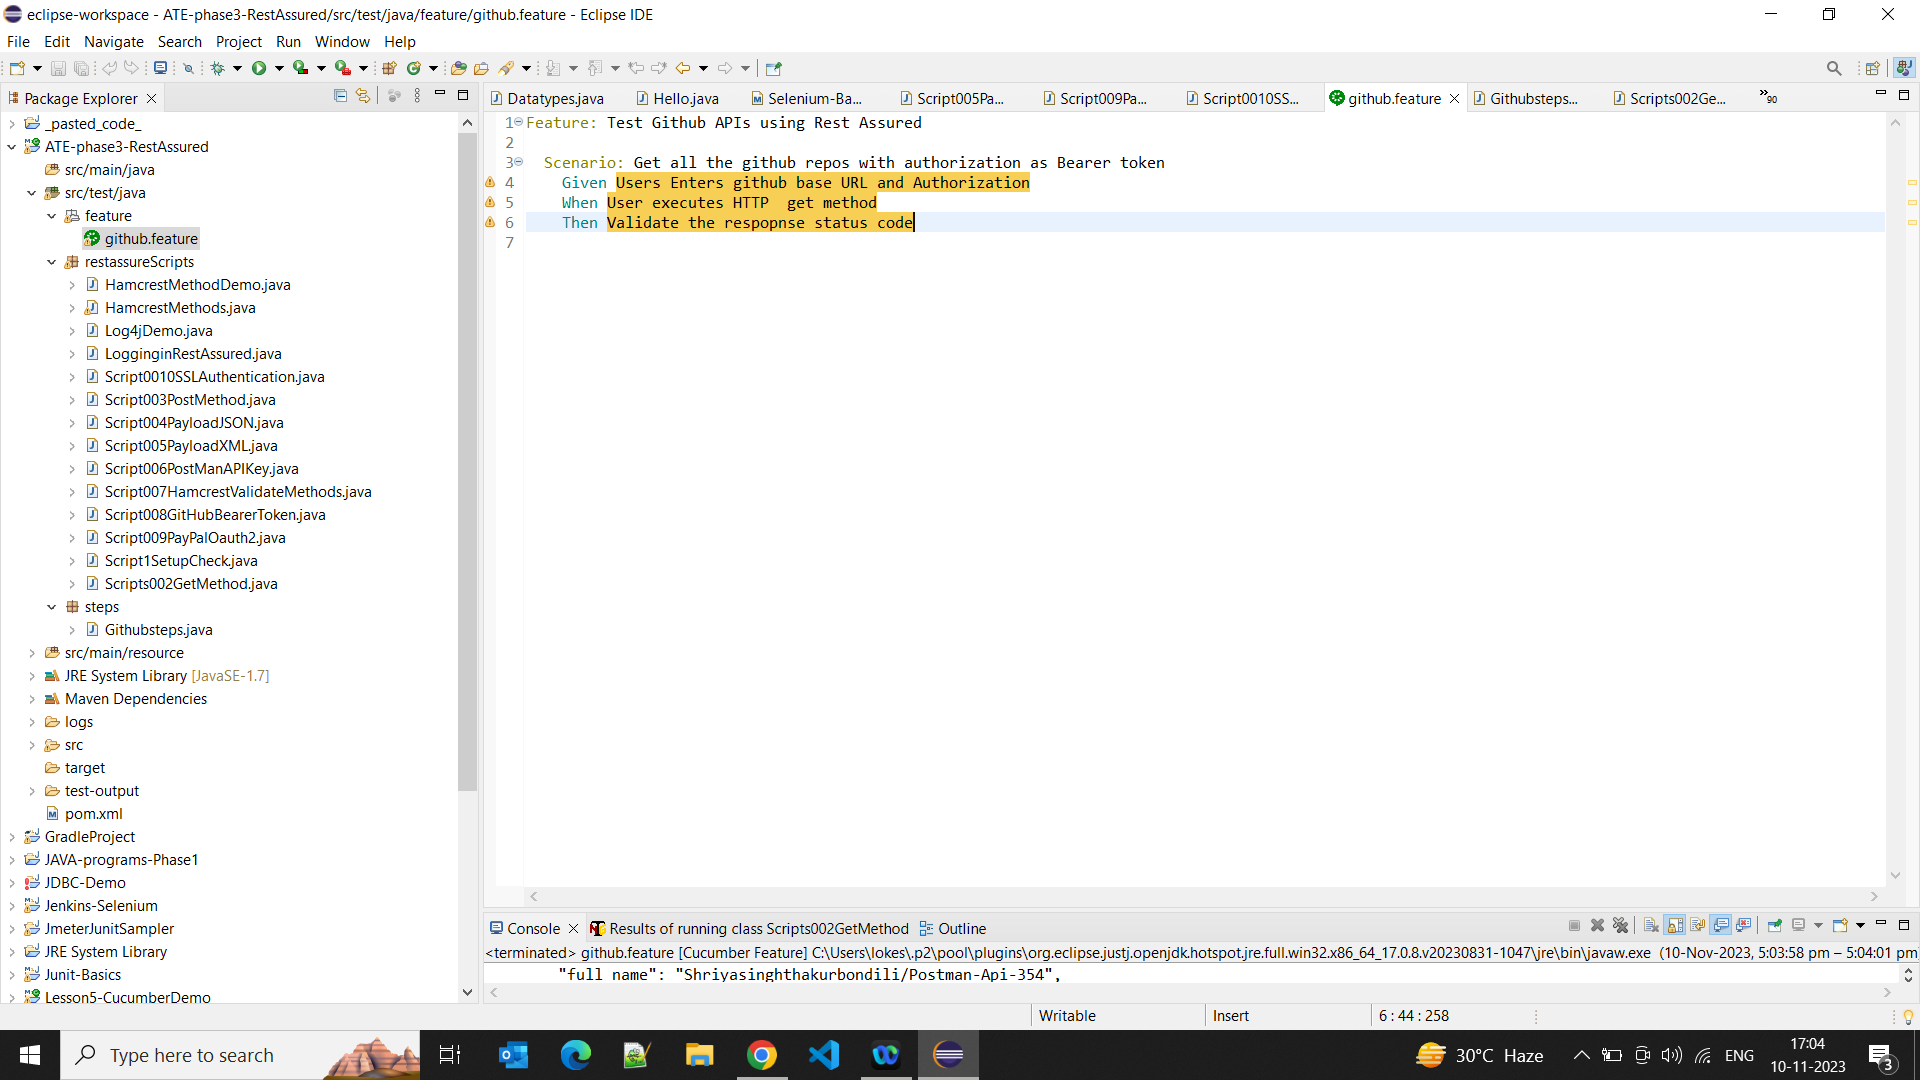 eclipse-workspace - ATE-phase3-RestAssured/src/test/java/feature/github.feature - Eclipse IDE
File Edit Navigate Search Project Run Window Help
Package Explorer
_pasted_code_
ATE-phase3-RestAssured
src/main/java
src/test/java
feature
github.feature
restassureScripts
HamcrestMethodDemo.java
HamcrestMethods.java
Log4jDemo.java
LogginginRestAssured.java
Script0010SSLAuthentication.java
Script003PostMethod.java
Script004PayloadJSON.java
Script005PayloadXML.java
Script006PostManAPIKey.java
Script007HamcrestValidateMethods.java
Script008GitHubBearerToken.java
Script009PayPalOauth2.java
Script1SetupCheck.java
Scripts002GetMethod.java
steps
Githubsteps.java
src/main/resource
JRE System Library [JavaSE-1.7]
Maven Dependencies
logs
src
target
test-output
pom.xml
GradleProject
JAVA-programs-Phase1
JDBC-Demo
Jenkins-Selenium
JmeterJunitSampler
JRE System Library
Junit-Basics
Lesson5-CucumberDemo
Datatypes.java Hello.java Selenium-Ba... Script005Pa... Script009Pa... Script0010SS... github.feature Githubsteps... Scripts002Ge... »90
1 Feature: Test Github APIs using Rest Assured
2
3 Scenario: Get all the github repos with authorization as Bearer token
4 Given Users Enters github base URL and Authorization
5 When User executes HTTP  get method
6 Then Validate the respopnse status code
7
Console Results of running class Scripts002GetMethod Outline
<terminated> github.feature [Cucumber Feature] C:\Users\lokes\.p2\pool\plugins\org.eclipse.justj.openjdk.hotspot.jre.full.win32.x86_64_17.0.8.v20230831-1047\jre\bin\javaw.exe (10-Nov-2023, 5:03:58 pm – 5:04:01 pm
"full name": "Shriyasinghthakurbondili/Postman-Api-354",
Writable Insert 6 : 44 : 258
Type here to search
30°C Haze
ENG
17:04
10-11-2023
3